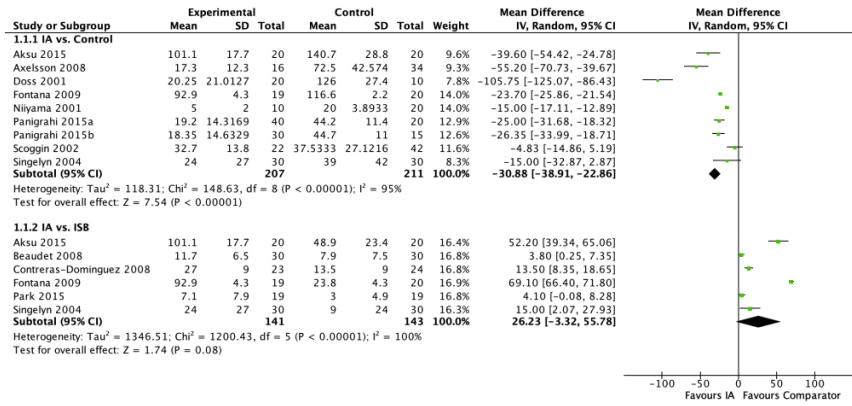 Experimental Control Mean Difference Mean Difference
Study or Subgroup Mean SD Total Mean SD Total Weight IV, Random, 95% CI IV, Random, 95% CI
1.1.1 IA vs. Control
Aksu 2015 101.1 17.7 20 140.7 28.8 20 9.6% -39.60 [-54.42, -24.78]
Axelsson 2008 17.3 12.3 16 72.5 42.574 34 9.3% -55.20 [-70.73, -39.67]
Doss 2001 20.25 21.0127 20 126 27.4 10 7.8% -105.75 [-125.07, -86.43]
Fontana 2009 92.9 4.3 19 116.6 2.2 20 14.0% -23.70 [-25.86, -21.54]
Niiyama 2001 5 2 10 20 3.8933 20 14.0% -15.00 [-17.11, -12.89]
Panigrahi 2015a 19.2 14.3169 40 44.2 11.4 20 13.0% -25.00 [-31.68, -18.32]
Panigrahi 2015b 18.35 14.6329 30 44.7 11 15 12.6% -26.35 [-33.99, -18.71]
Scoggin 2002 32.7 13.8 22 37.5333 27.1216 42 11.4% -4.83 [-14.86, 5.19]
Singelyn 2004 24 27 30 39 42 30 8.3% -15.00 [-32.87, 2.87]
Subtotal (95% CI) 207 211 100.0% -30.88 [-38.91, -22.86]
Heterogeneity: Tau² = 118.31; Chi² = 148.63, df = 8 (P < 0.00001); I² = 95%
Test for overall effect: Z = 7.54 (P < 0.00001)
1.1.2 IA vs. ISB
Aksu 2015 101.1 17.7 20 48.9 23.4 20 16.4% 52.20 [39.34, 65.06]
Beaudet 2008 11.7 6.5 30 7.9 7.5 30 16.8% 3.80 [0.25, 7.35]
Contreras-Dominguez 2008 27 9 23 13.5 9 24 16.8% 13.50 [8.35, 18.65]
Fontana 2009 92.9 4.3 19 23.8 4.3 20 16.9% 69.10 [66.40, 71.80]
Park 2015 7.1 7.9 19 3 4.9 19 16.8% 4.10 [-0.08, 8.28]
Singelyn 2004 24 27 30 9 24 30 16.4% 15.00 [2.07, 27.93]
Subtotal (95% CI) 141 143 100.0% 26.23 [-3.32, 55.78]
Heterogeneity: Tau² = 1346.51; Chi² = 1200.43, df = 5 (P < 0.00001); I² = 100%
Test for overall effect: Z = 1.74 (P = 0.08)
-100 -50 0 50 100
Favours IA Favours Comparator